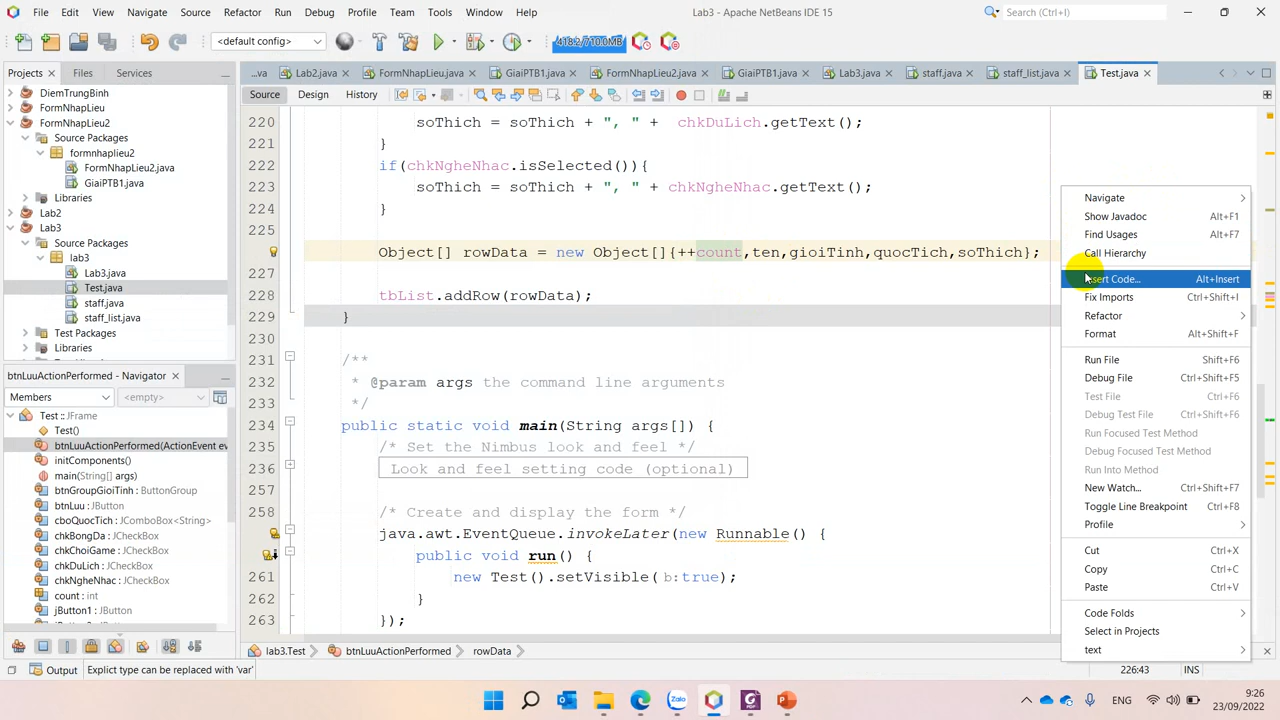 File Edit View Navigate Source Refactor Run Debug Profile Team Tools Window Help
Lab3 - Apache NetBeans IDE 15
Search (Ctrl+I)
<default config>
418.2/710.0MB
Projects Files Services
...va Lab2.java FormNhapLieu.java GiaiPTB1.java FormNhapLieu2.java GiaiPTB1.java Lab3.java staff.java staff_list.java Test.java
Source Design History
DiemTrungBinh
FormNhapLieu
FormNhapLieu2
Source Packages
formnhaplieu2
FormNhapLieu2.java
GiaiPTB1.java
Libraries
Lab2
Lab3
Source Packages
lab3
Lab3.java
Test.java
staff.java
staff_list.java
Test Packages
Libraries
btnLuuActionPerformed - Navigator
Members <empty>
Test :: JFrame
Test()
btnLuuActionPerformed(ActionEvent ev
initComponents()
main(String[] args)
btnGroupGioiTinh : ButtonGroup
btnLuu : JButton
cboQuocTich : JComboBox<String>
chkBongDa : JCheckBox
chkChoiGame : JCheckBox
chkDuLich : JCheckBox
chkNgheNhac : JCheckBox
count : int
jButton1 : JButton
220 soThich = soThich + ", " + chkDuLich.getText();
221 }
222 if(chkNgheNhac.isSelected()){
223 soThich = soThich + ", " + chkNgheNhac.getText();
224 }
225
Object[] rowData = new Object[]{++count,ten,gioiTinh,quocTich,soThich};
227
228 tbList.addRow(rowData);
229 }
230
231 /**
232 * @param args the command line arguments
233 */
234 public static void main(String args[]) {
235 /* Set the Nimbus look and feel */
236 Look and feel setting code (optional)
257
258 /* Create and display the form */
java.awt.EventQueue.invokeLater(new Runnable() {
public void run() {
261 new Test().setVisible(b:true);
262 }
263 });
Navigate
Show Javadoc Alt+F1
Find Usages Alt+F7
Call Hierarchy
Insert Code... Alt+Insert
Fix Imports Ctrl+Shift+I
Refactor
Format Alt+Shift+F
Run File Shift+F6
Debug File Ctrl+Shift+F5
Test File Ctrl+F6
Debug Test File Ctrl+Shift+F6
Run Focused Test Method
Debug Focused Test Method
Run Into Method
New Watch... Ctrl+Shift+F7
Toggle Line Breakpoint Ctrl+F8
Profile
Cut Ctrl+X
Copy Ctrl+C
Paste Ctrl+V
Code Folds
Select in Projects
text
lab3.Test btnLuuActionPerformed rowData
Output Explict type can be replaced with 'var'
226:43 INS
ENG
9:26
23/09/2022